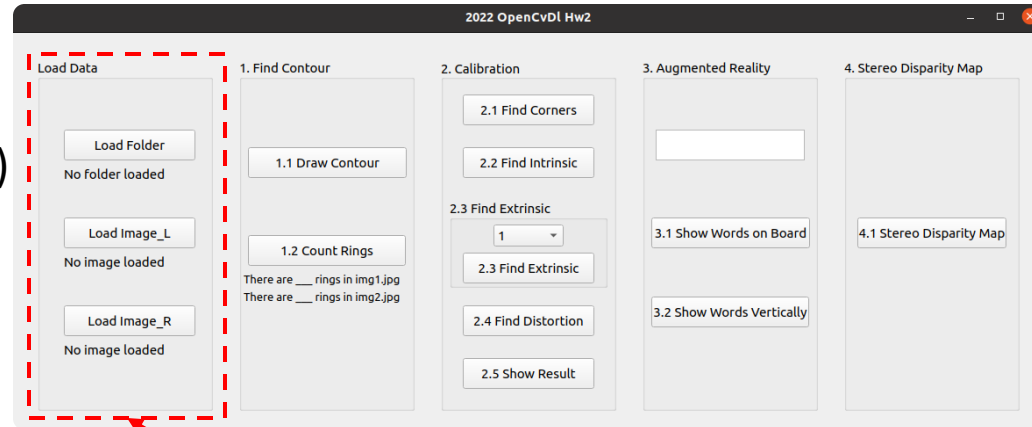 2022 OpenCvDl Hw2
)
Load Data
Load Folder
No folder loaded
Load Image_L
No image loaded
Load Image_R
No image loaded
1. Find Contour
1.1 Draw Contour
1.2 Count Rings
There are ___ rings in img1.jpg
There are ___ rings in img2.jpg
2. Calibration
2.1 Find Corners
2.2 Find Intrinsic
2.3 Find Extrinsic
1
2.3 Find Extrinsic
2.4 Find Distortion
2.5 Show Result
3. Augmented Reality
3.1 Show Words on Board
3.2 Show Words Vertically
4. Stereo Disparity Map
4.1 Stereo Disparity Map